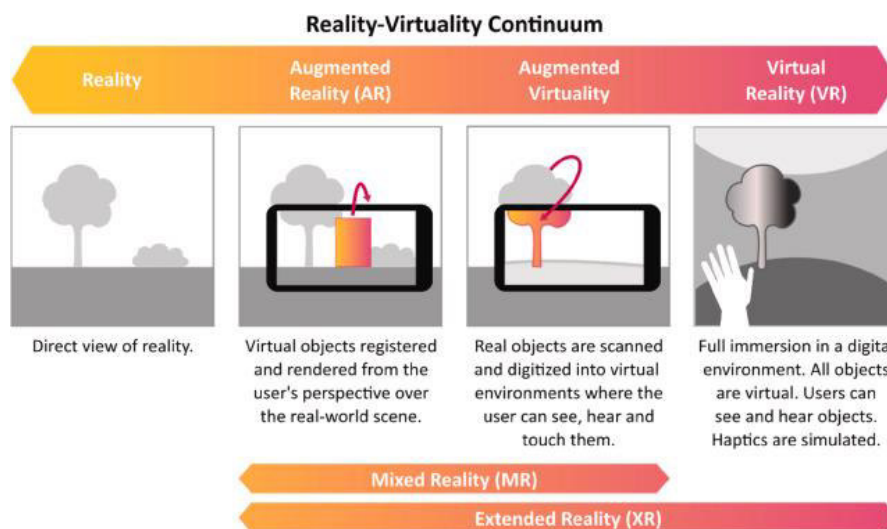 Reality-Virtuality Continuum
Reality
Augmented
Reality (AR)
Augmented
Virtuality
Virtual
Reality (VR)
Direct view of reality.
Virtual objects registered
and rendered from the
user's perspective over
the real-world scene.
Real objects are scanned
and digitized into virtual
environments where the
user can see, hear and
touch them.
Full immersion in a digita
environment. All objects
are virtual. Users can
see and hear objects.
Haptics are simulated.
Mixed Reality (MR)
Extended Reality (XR)